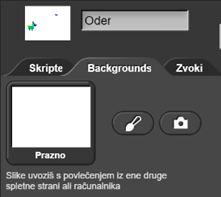 Oder
Skripte Backgrounds Zvoki
Prazno
Slike uvoziš s povlečenjem iz ene druge
spletne strani ali računalnika